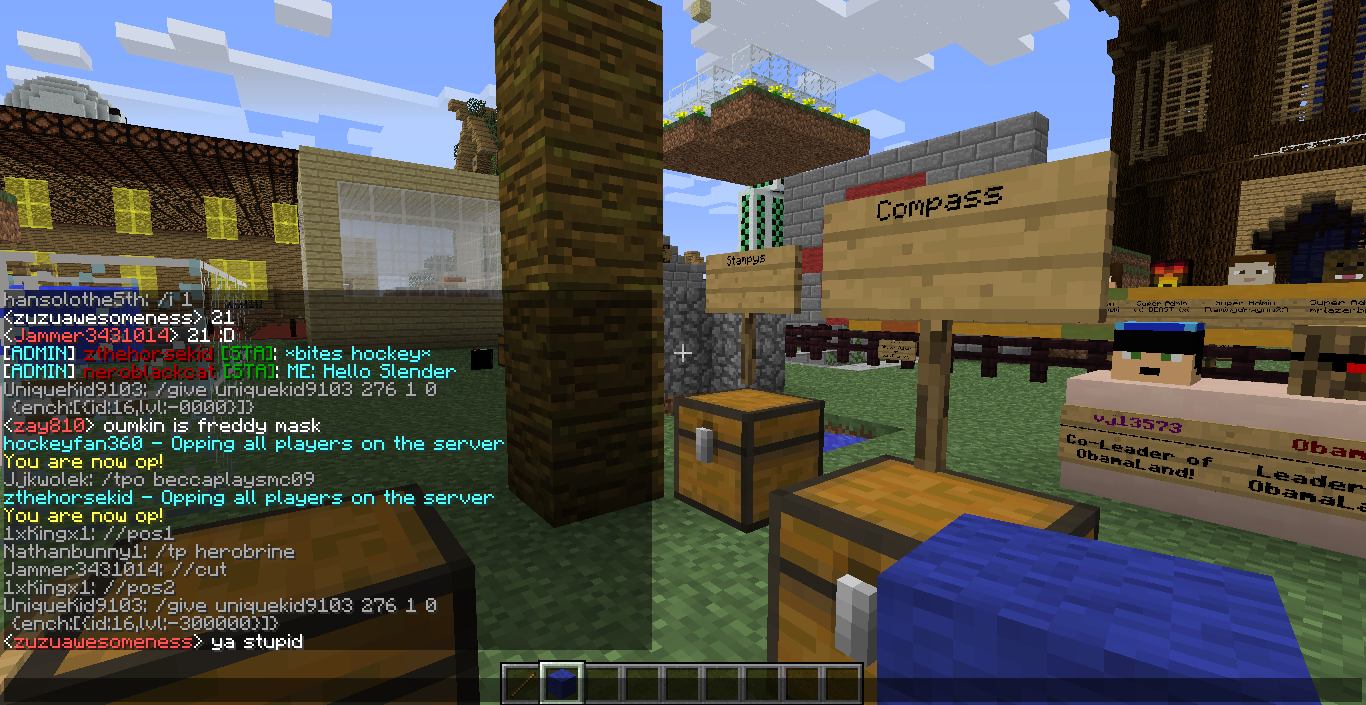 Compass
Stampys
hansolothe5th: /i 1
<zuzuawesomeness> 21
<Jammer3431014> 21 :D
[ADMIN] zthehorsekid [STA]: *bites hockey*
[ADMIN] neroblackcat [STA]: ME: Hello Slender
UniqueKid9103: /give uniquekid9103 276 1 0
{ench:[{id:16,lvl:-0000}]}
<zay810> oumkin is freddy mask
hockeyfan360 - Opping all players on the server
You are now op!
Jjkwolek: /tpo beccaplaysmc09
zthehorsekid - Opping all players on the server
You are now op!
1xKingx1: //pos1
Nathanbunny1: /tp herobrine
Jammer3431014: //cut
1xKingx1: //pos2
UniqueKid9103: /give uniquekid9103 276 1 0
{ench:[{id:16,lvl:-300000}]}
<zuzuawesomeness> ya stupid
Super Admin
Super Admin
Super Ad
vj13573
Co-Leader of
ObamaLand!
Obam
Leader
ObamaL